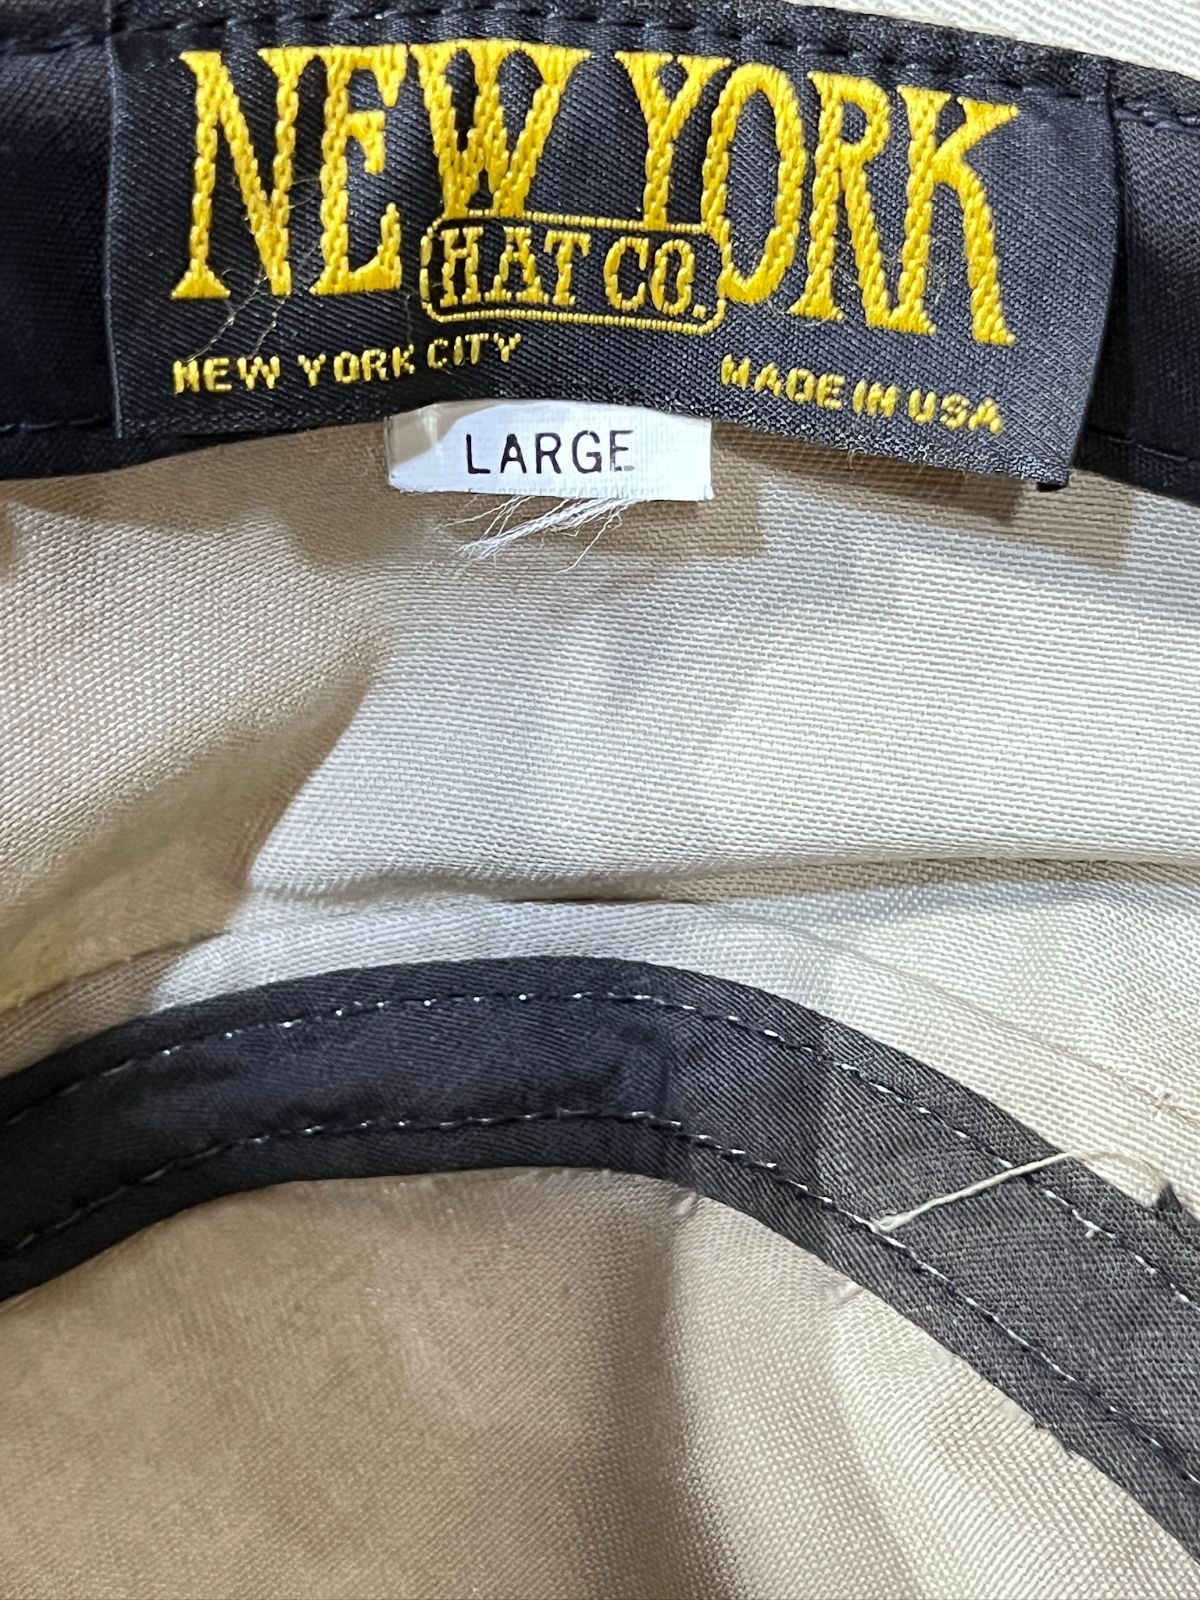 NEW YORK
HAT CO.
NEW YORK CITY MADE IN USA
LARGE